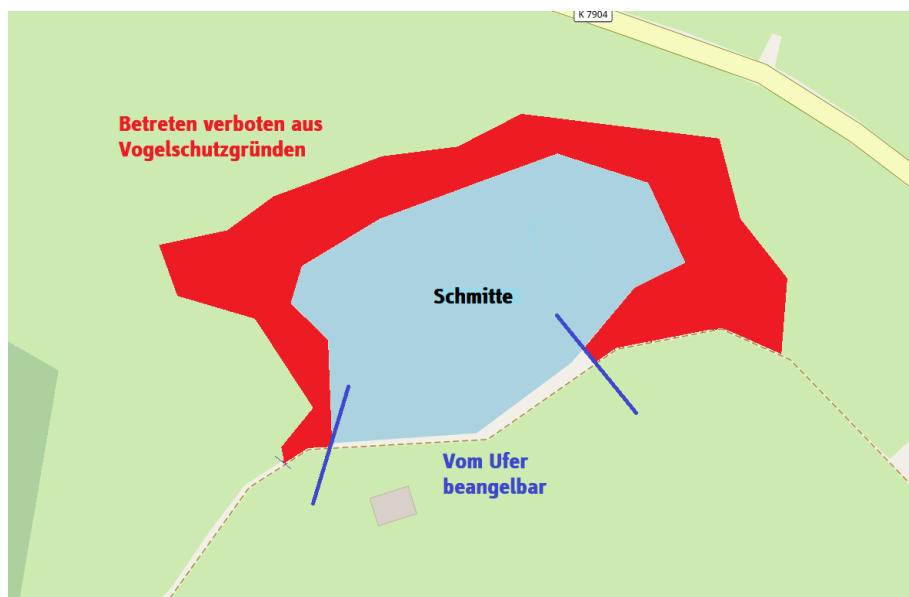 K 7904
Betreten verboten aus
Vogelschutzgründen
Schmitte
Vom Ufer
beangelbar